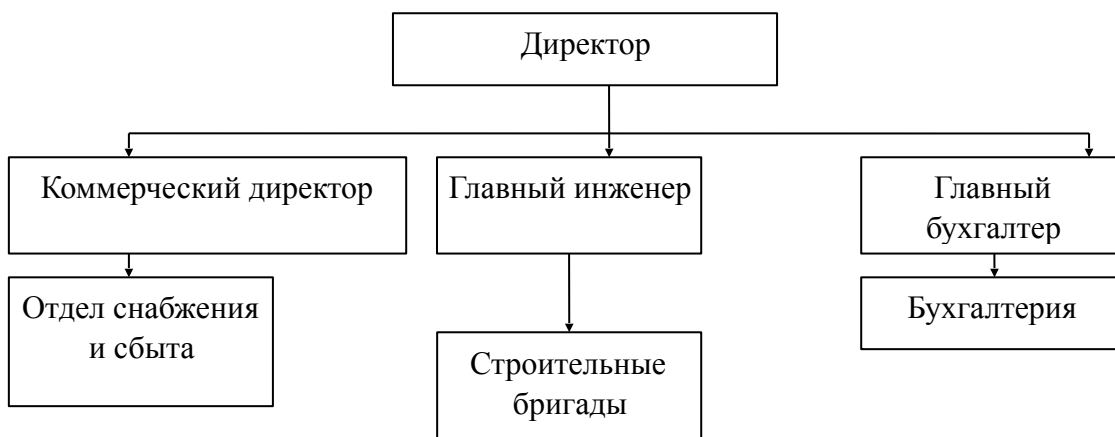 Директор
Коммерческий директор
Главный инженер
Главный
бухгалтер
Отдел снабжения
и сбыта
Строительные
бригады
Бухгалтерия